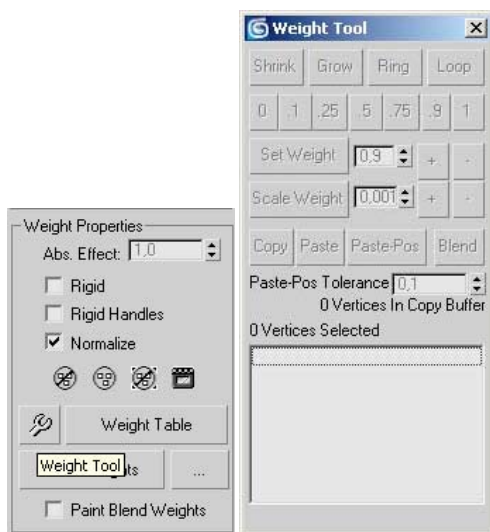 Weight Properties
Abs. Effect: 1,0
Rigid
Rigid Handles
Normalize
Weight Table
Weight Tool
...
Paint Blend Weights
Weight Tool
Shrink Grow Ring Loop
0 .1 .25 .5 .75 .9 1
Set Weight 0,9 + -
Scale Weight 0,001 + -
Copy Paste Paste-Pos Blend
Paste-Pos Tolerance 0,1
0 Vertices In Copy Buffer
0 Vertices Selected